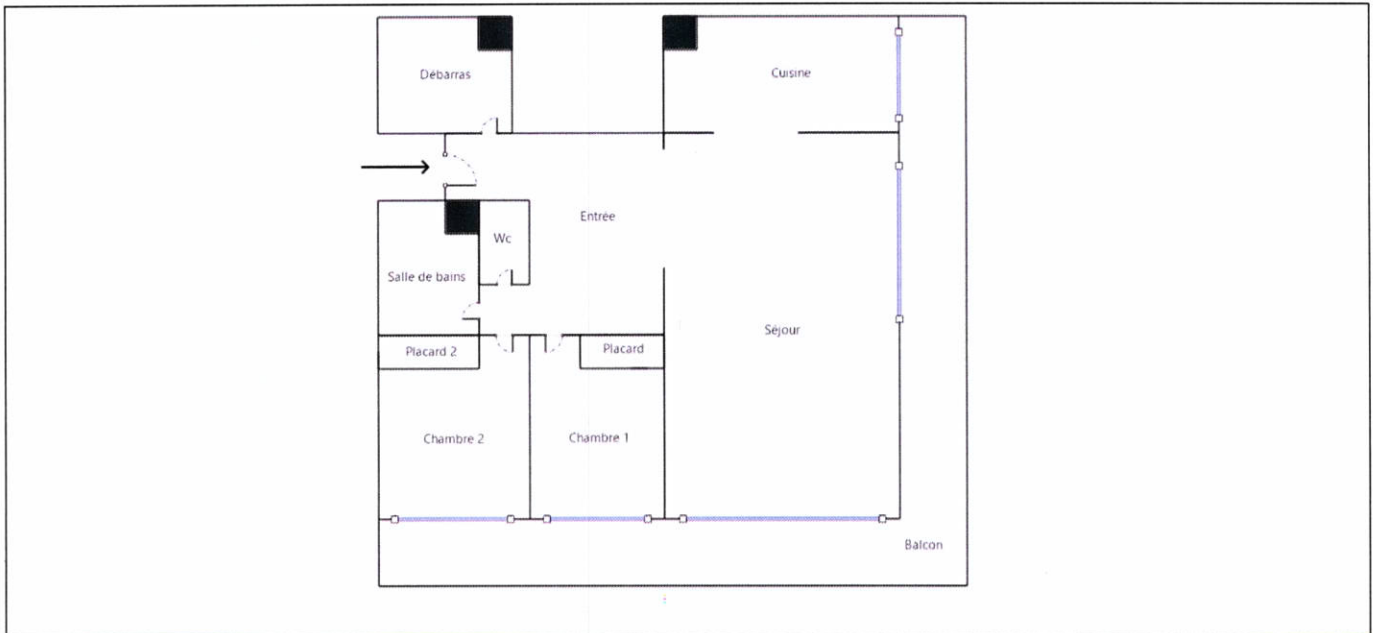 Débarras
Cuisine
Entrée
Wc
Salle de bains
Séjour
Placard 2
Placard
Chambre 2
Chambre 1
Balcon